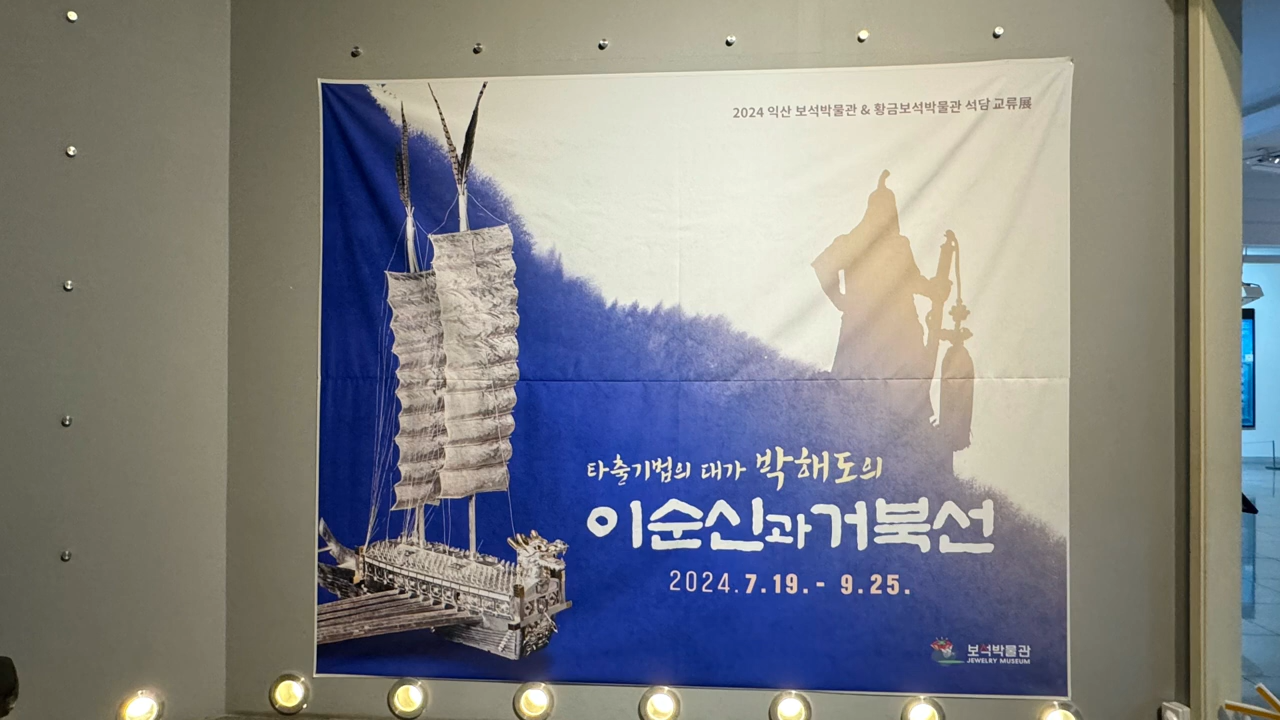 2024 익산 보석박물관 & 황금보석박물관 석담 교류展
타출기법의 대가 박해도의
이순신과거북선
2024.7.19.- 9.25.
보석박물관
JEWELRY MUSEUM